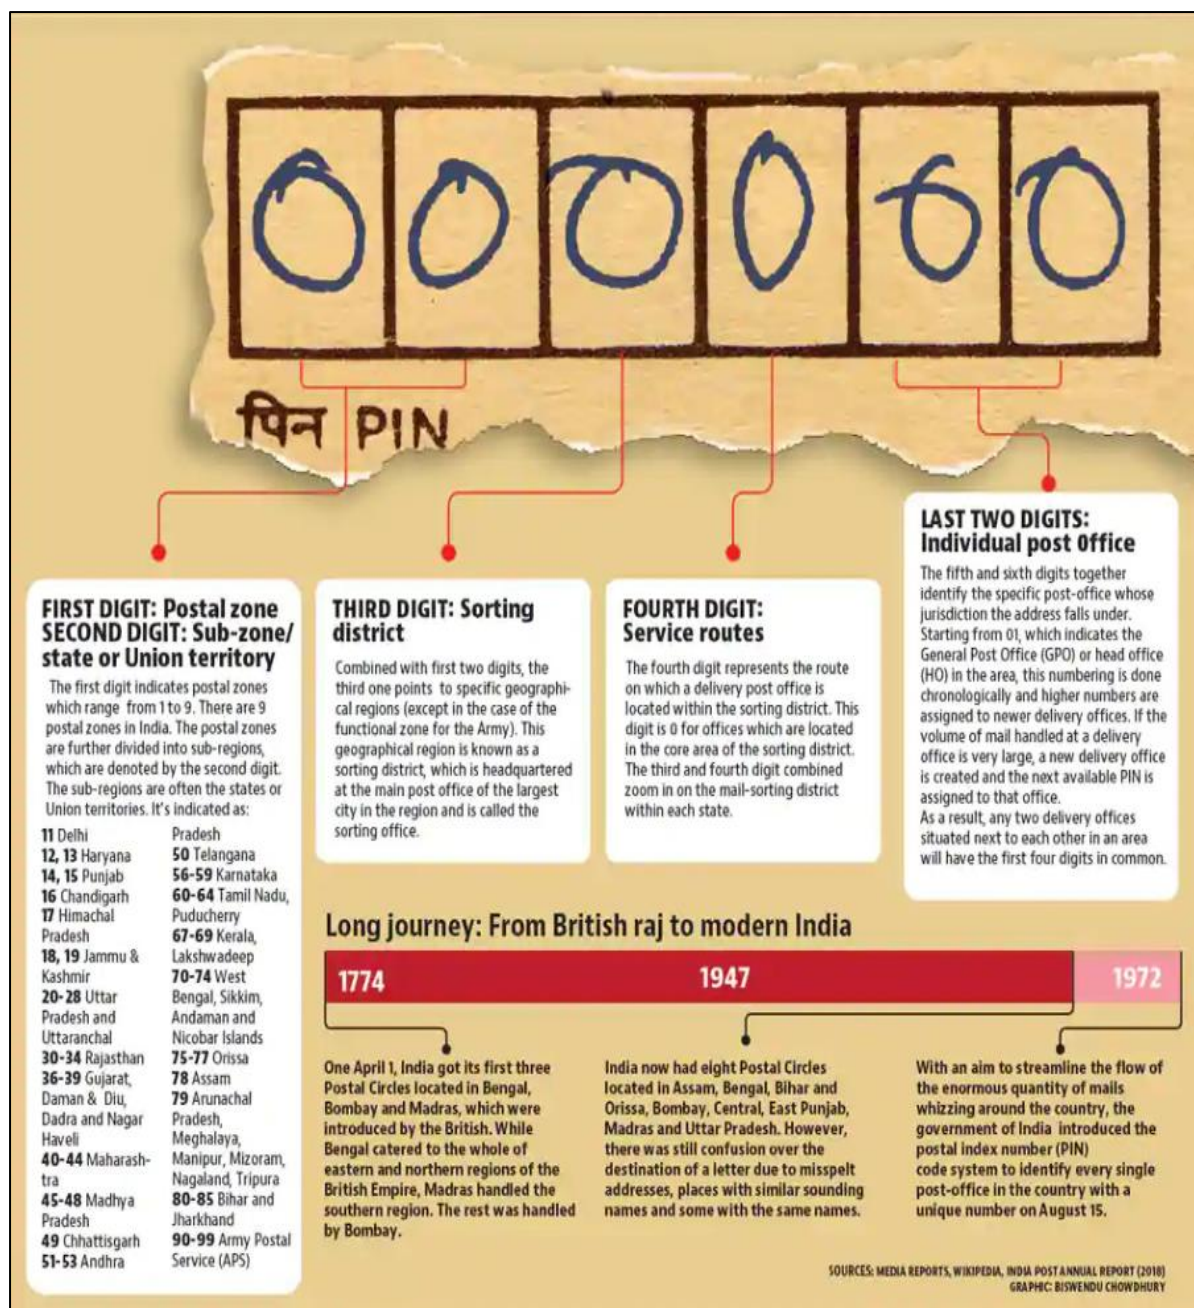 0 0 0 0 6 0
पिन PIN
FIRST DIGIT: Postal zone
SECOND DIGIT: Sub-zone/
state or Union territory
The first digit indicates postal zones
which range from 1 to 9. There are 9
postal zones in India. The postal zones
are further divided into sub-regions,
which are denoted by the second digit.
The sub-regions are often the states or
Union territories. It's indicated as:
11 Delhi
12, 13 Haryana
14, 15 Punjab
16 Chandigarh
17 Himachal
Pradesh
18, 19 Jammu &
Kashmir
20-28 Uttar
Pradesh and
Uttaranchal
30-34 Rajasthan
36-39 Gujarat,
Daman & Diu,
Dadra and Nagar
Haveli
40-44 Maharash-
tra
45-48 Madhya
Pradesh
49 Chhattisgarh
51-53 Andhra
Pradesh
50 Telangana
56-59 Karnataka
60-64 Tamil Nadu,
Puducherry
67-69 Kerala,
Lakshwadeep
70-74 West
Bengal, Sikkim,
Andaman and
Nicobar Islands
75-77 Orissa
78 Assam
79 Arunachal
Pradesh,
Meghalaya,
Manipur, Mizoram,
Nagaland, Tripura
80-85 Bihar and
Jharkhand
90-99 Army Postal
Service (APS)
THIRD DIGIT: Sorting
district
Combined with first two digits, the
third one points to specific geographi-
cal regions (except in the case of the
functional zone for the Army). This
geographical region is known as a
sorting district, which is headquartered
at the main post office of the largest
city in the region and is called the
sorting office.
FOURTH DIGIT:
Service routes
The fourth digit represents the route
on which a delivery post office is
located within the sorting district. This
digit is 0 for offices which are located
in the core area of the sorting district.
The third and fourth digit combined
zoom in on the mail-sorting district
within each state.
LAST TWO DIGITS:
Individual post Office
The fifth and sixth digits together
identify the specific post-office whose
jurisdiction the address falls under.
Starting from 01, which indicates the
General Post Office (GPO) or head office
(HO) in the area, this numbering is done
chronologically and higher numbers are
assigned to newer delivery offices. If the
volume of mail handled at a delivery
office is very large, a new delivery office
is created and the next available PIN is
assigned to that office.
As a result, any two delivery offices
situated next to each other in an area
will have the first four digits in common.
Long journey: From British raj to modern India
1774
One April 1, India got its first three
Postal Circles located in Bengal,
Bombay and Madras, which were
introduced by the British. While
Bengal catered to the whole of
eastern and northern regions of the
British Empire, Madras handled the
southern region. The rest was handled
by Bombay.
1947
India now had eight Postal Circles
located in Assam, Bengal, Bihar and
Orissa, Bombay, Central, East Punjab,
Madras and Uttar Pradesh. However,
there was still confusion over the
destination of a letter due to misspelt
addresses, places with similar sounding
names and some with the same names.
1972
With an aim to streamline the flow of
the enormous quantity of mails
whizzing around the country, the
government of India introduced the
postal index number (PIN)
code system to identify every single
post-office in the country with a
unique number on August 15.
SOURCES: MEDIA REPORTS, WIKIPEDIA, INDIA POST ANNUAL REPORT (2018)
GRAPHIC: BISWENDU CHOWDHURY